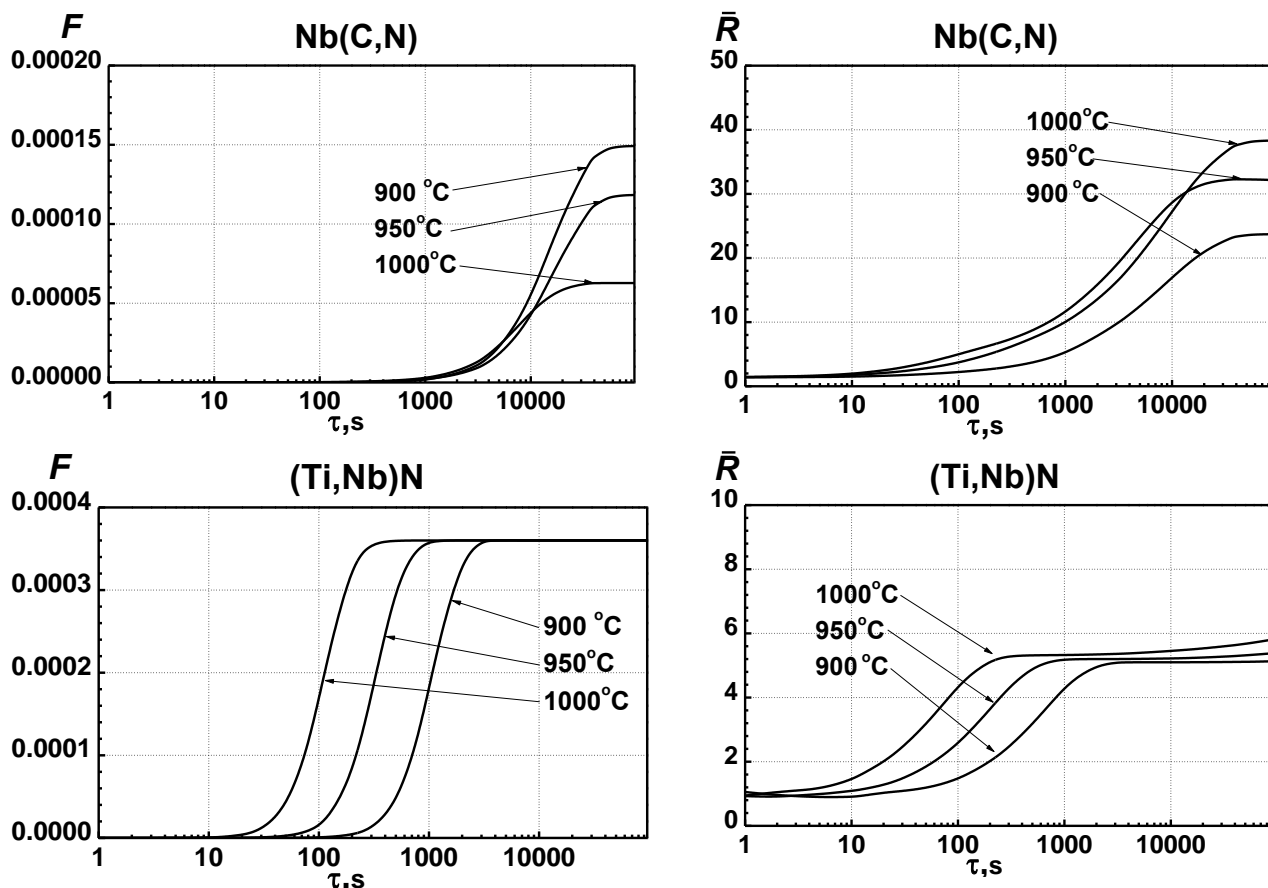 F
Nb(C,N)
0.00020
0.00015
0.00010
0.00005
0.00000
900 °C
950°C
1000°C
1 10 100 1000 10000
τ,s
R̄
Nb(C,N)
50
40
30
20
10
0
1000°C
950°C
900°C
1 10 100 1000 10000
τ,s
F
(Ti,Nb)N
0.0004
0.0003
0.0002
0.0001
0.0000
900 °C
950°C
1000°C
1 10 100 1000 10000
τ,s
R̄
(Ti,Nb)N
10
8
6
4
2
0
1000°C
950°C
900°C
1 10 100 1000 10000
τ,s